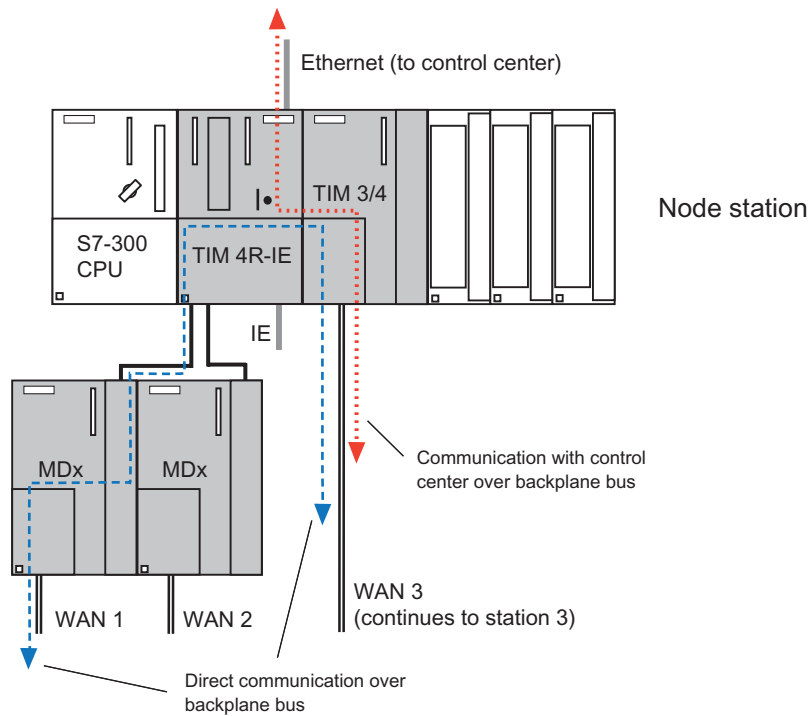 Ethernet (to control center)
TIM 3/4
Node station
S7-300
CPU
TIM 4R-IE
IE
MDx
MDx
Communication with control
center over backplane bus
WAN 1
WAN 2
WAN 3
(continues to station 3)
Direct communication over
backplane bus